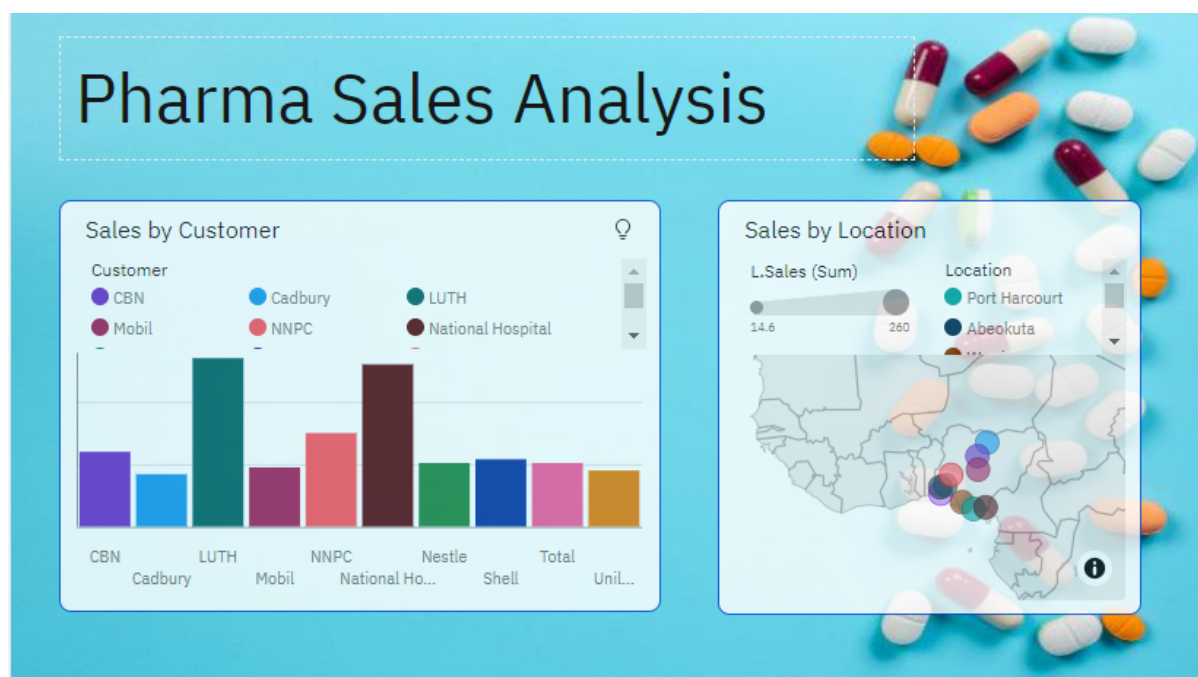 Pharma Sales Analysis
Sales by Customer
Customer
CBN
Cadbury
LUTH
Mobil
NNPC
National Hospital
CBN
LUTH
NNPC
Nestle
Total
Cadbury
Mobil
National Ho...
Shell
Unil...
Sales by Location
L.Sales (Sum)
14.6
260
Location
Port Harcourt
Abeokuta